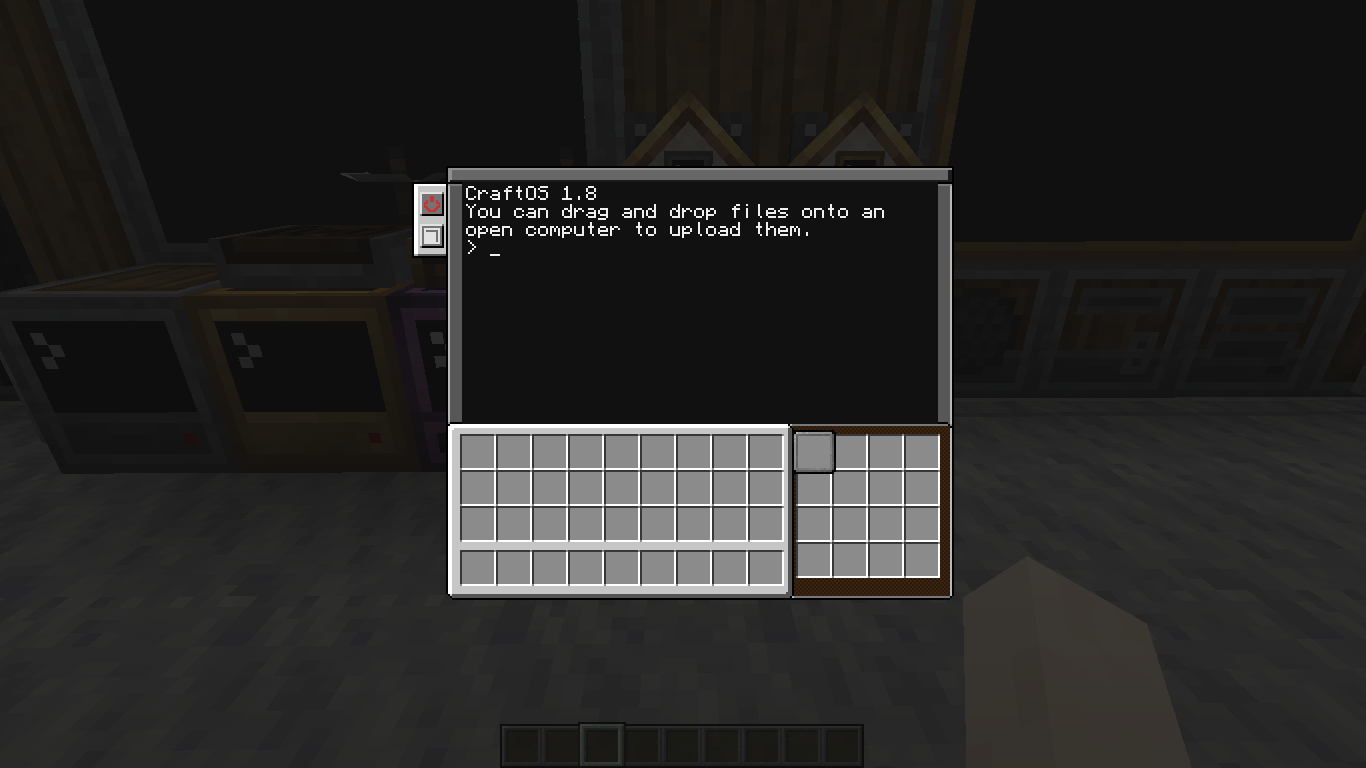 CraftOS 1.8
You can drag and drop files onto an
open computer to upload them.
> _